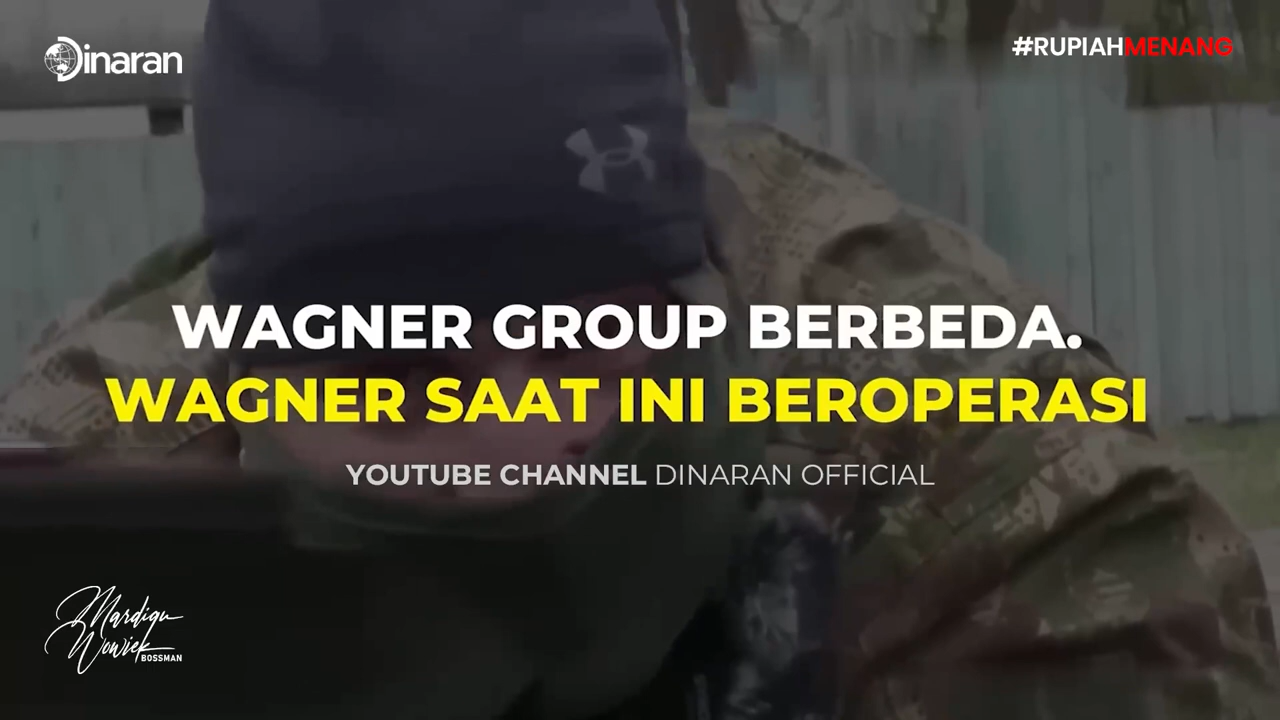 Dinaran
#RUPIAHMENANG
WAGNER GROUP BERBEDA.
WAGNER SAAT INI BEROPERASI
YOUTUBE CHANNEL DINARAN OFFICIAL
Mardigu
Wowiek
BOSSMAN